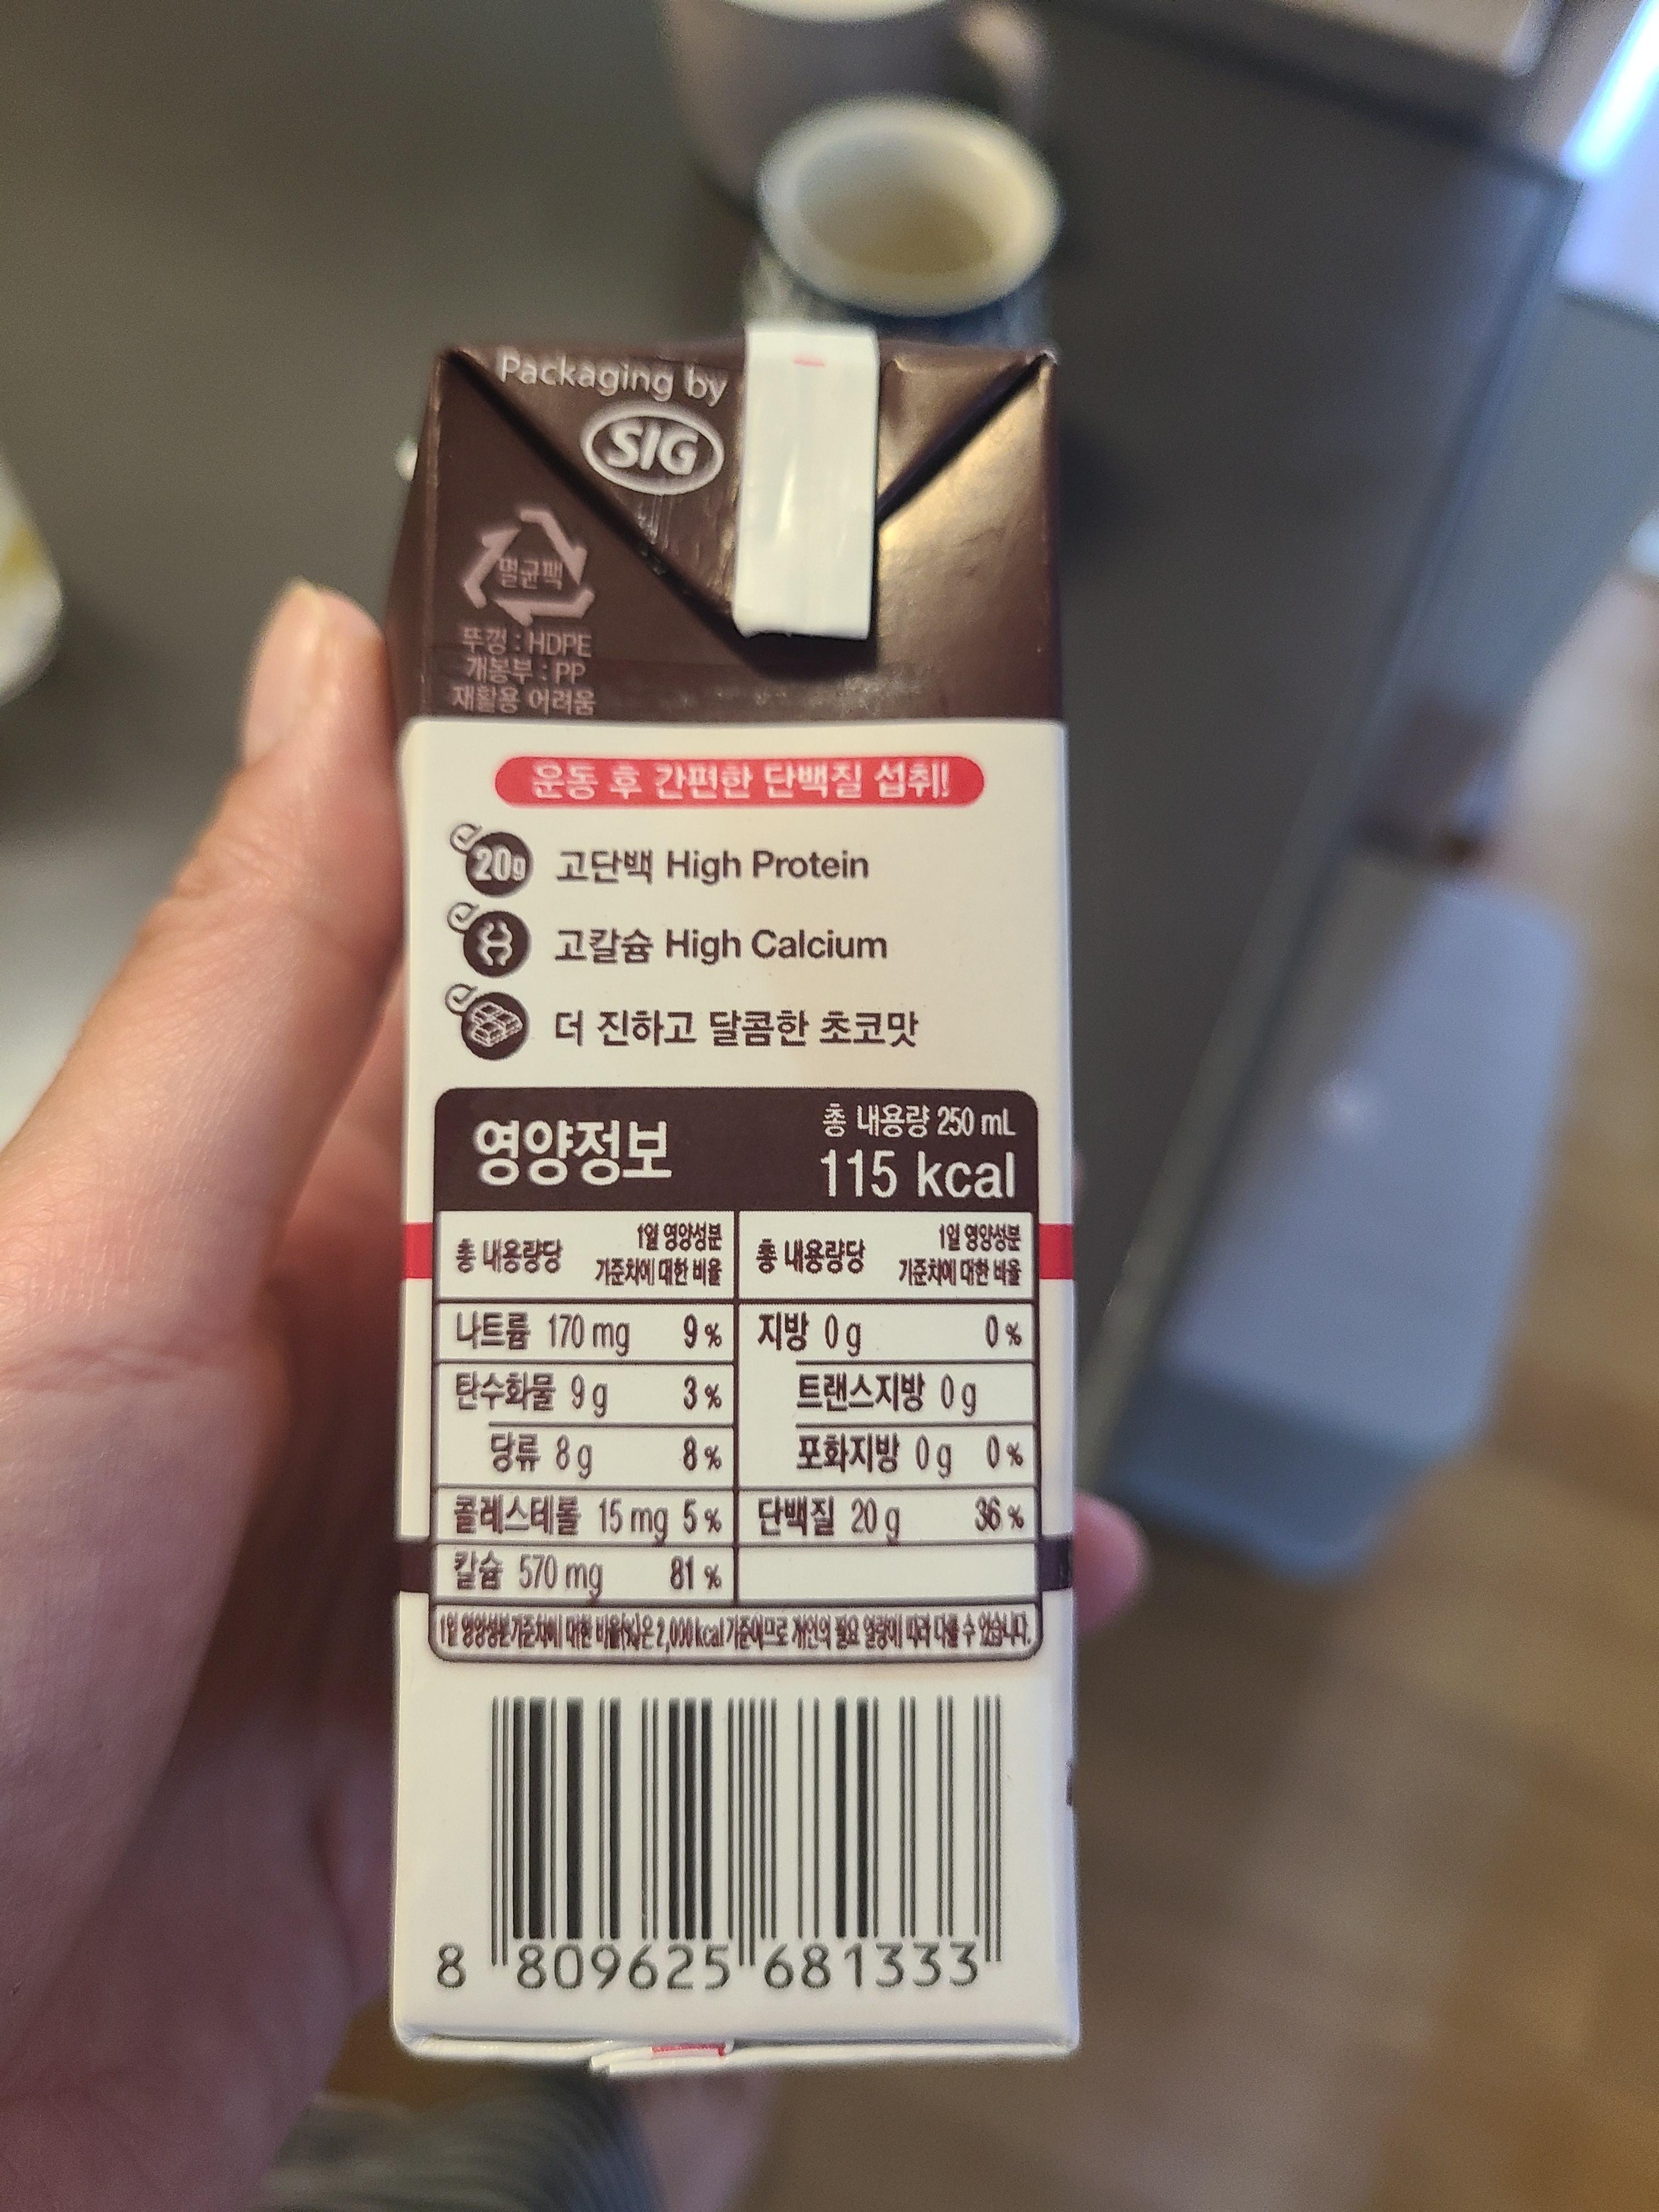 Packaging by
SIG
멸균팩
뚜껑 : HDPE
개봉부 : PP
재활용 어려움
운동 후 간편한 단백질 섭취!
20g 고단백 High Protein
고칼슘 High Calcium
더 진하고 달콤한 초코맛
영양정보
총 내용량 250 mL
115 kcal
총 내용량당 1일 영양성분 기준치에 대한 비율
총 내용량당 1일 영양성분 기준치에 대한 비율
나트륨 170 mg 9 % 지방 0 g 0 %
탄수화물 9 g 3 % 트랜스지방 0 g
당류 8 g 8 % 포화지방 0 g 0 %
콜레스테롤 15 mg 5 % 단백질 20 g 36 %
칼슘 570 mg 81 %
1일 영양성분기준치에 대한 비율(%)은 2,000 kcal 기준이므로 개인의 필요 열량에 따라 다를 수 있습니다.
8 809625 681333